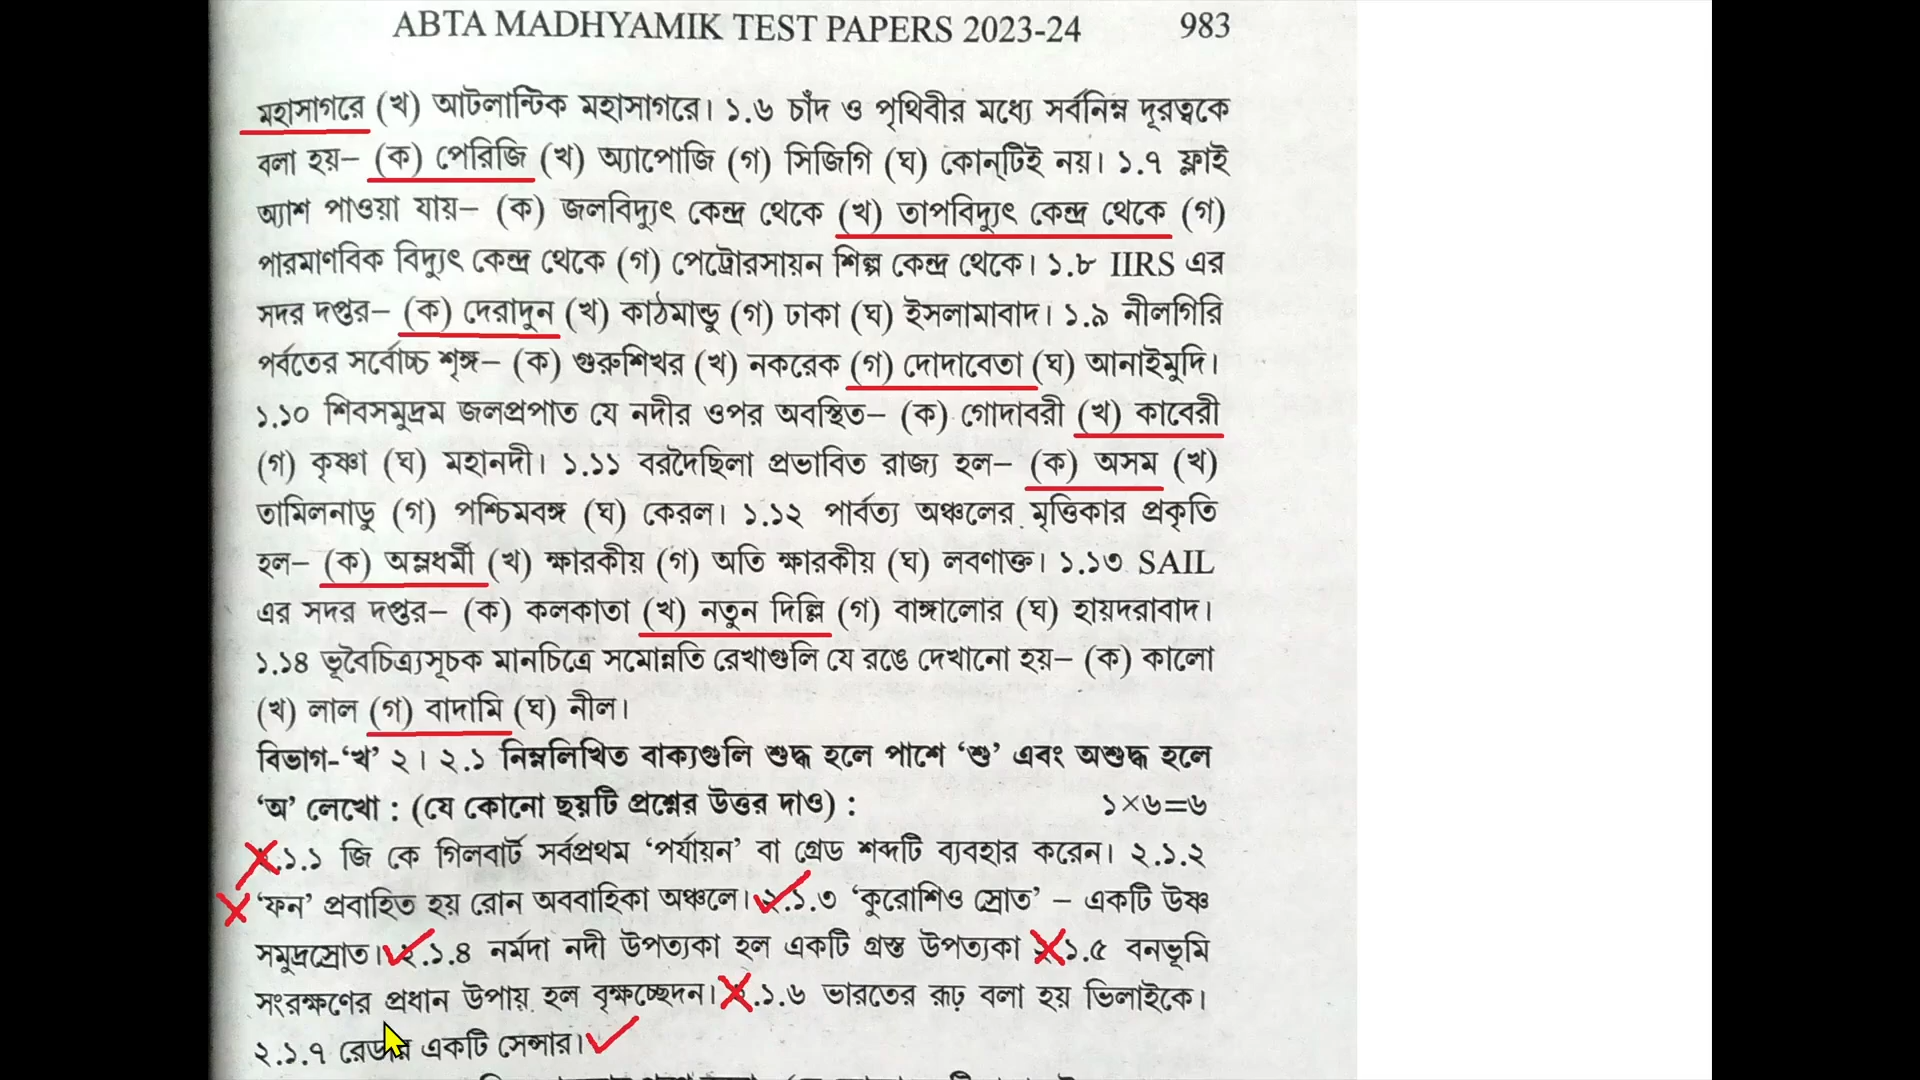 ABTA MADHYAMIK TEST PAPERS 2023-24 983
মহাসাগরে (খ) আটলান্টিক মহাসাগরে। ১.৬ চাঁদ ও পৃথিবীর মধ্যে সর্বনিম্ন দূরত্বকে
বলা হয়– (ক) পেরিজি (খ) অ্যাপোজি (গ) সিজিগি (ঘ) কোন্‌টিই নয়। ১.৭ ফ্লাই
অ্যাশ পাওয়া যায়– (ক) জলবিদ্যুৎ কেন্দ্র থেকে (খ) তাপবিদ্যুৎ কেন্দ্র থেকে (গ)
পারমাণবিক বিদ্যুৎ কেন্দ্র থেকে (গ) পেট্রোরসায়ন শিল্প কেন্দ্র থেকে। ১.৮ IIRS এর
সদর দপ্তর– (ক) দেরাদুন (খ) কাঠমান্ডু (গ) ঢাকা (ঘ) ইসলামাবাদ। ১.৯ নীলগিরি
পর্বতের সর্বোচ্চ শৃঙ্গ– (ক) গুরুশিখর (খ) নকরেক (গ) দোদাবেতা (ঘ) আনাইমুদি।
১.১০ শিবসমুদ্রম জলপ্রপাত যে নদীর ওপর অবস্থিত– (ক) গোদাবরী (খ) কাবেরী
(গ) কৃষ্ণা (ঘ) মহানদী। ১.১১ বরদৈছিলা প্রভাবিত রাজ্য হল– (ক) অসম (খ)
তামিলনাড়ু (গ) পশ্চিমবঙ্গ (ঘ) কেরল। ১.১২ পার্বত্য অঞ্চলের মৃত্তিকার প্রকৃতি
হল– (ক) অম্লধর্মী (খ) ক্ষারকীয় (গ) অতি ক্ষারকীয় (ঘ) লবণাক্ত। ১.১৩ SAIL
এর সদর দপ্তর– (ক) কলকাতা (খ) নতুন দিল্লি (গ) বাঙ্গালোর (ঘ) হায়দরাবাদ।
১.১৪ ভূবৈচিত্র্যসূচক মানচিত্রে সমোন্নতি রেখাগুলি যে রঙে দেখানো হয়– (ক) কালো
(খ) লাল (গ) বাদামি (ঘ) নীল।
বিভাগ-‘খ’ ২। ২.১ নিম্নলিখিত বাক্যগুলি শুদ্ধ হলে পাশে ‘শু’ এবং অশুদ্ধ হলে
‘অ’ লেখো : (যে কোনো ছয়টি প্রশ্নের উত্তর দাও) : ১×৬=৬
.১.১ জি কে গিলবার্ট সর্বপ্রথম ‘পর্যায়ন’ বা গ্রেড শব্দটি ব্যবহার করেন। ২.১.২
‘ফন’ প্রবাহিত হয় রোন অববাহিকা অঞ্চলে। ২.১.৩ ‘কুরোশিও স্রোত’ – একটি উষ্ণ
সমুদ্রস্রোত। ২.১.৪ নর্মদা নদী উপত্যকা হল একটি গ্রস্ত উপত্যকা .১.৫ বনভূমি
সংরক্ষণের প্রধান উপায় হল বৃক্ষচ্ছেদন। .১.৬ ভারতের রূঢ় বলা হয় ভিলাইকে।
২.১.৭ রেডার একটি সেন্সার।